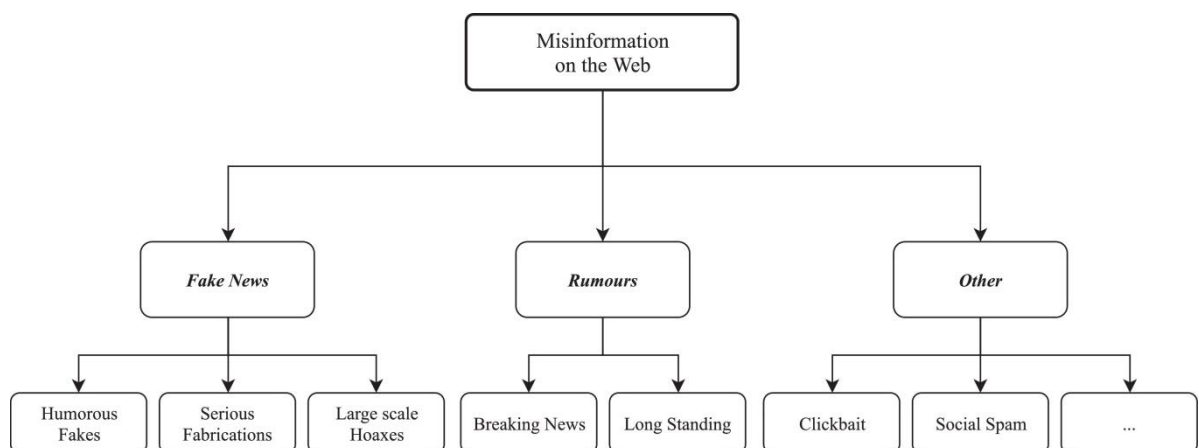 Misinformation
on the Web
Fake News
Rumours
Other
Humorous
Fakes
Serious
Fabrications
Large scale
Hoaxes
Breaking News
Long Standing
Clickbait
Social Spam
...